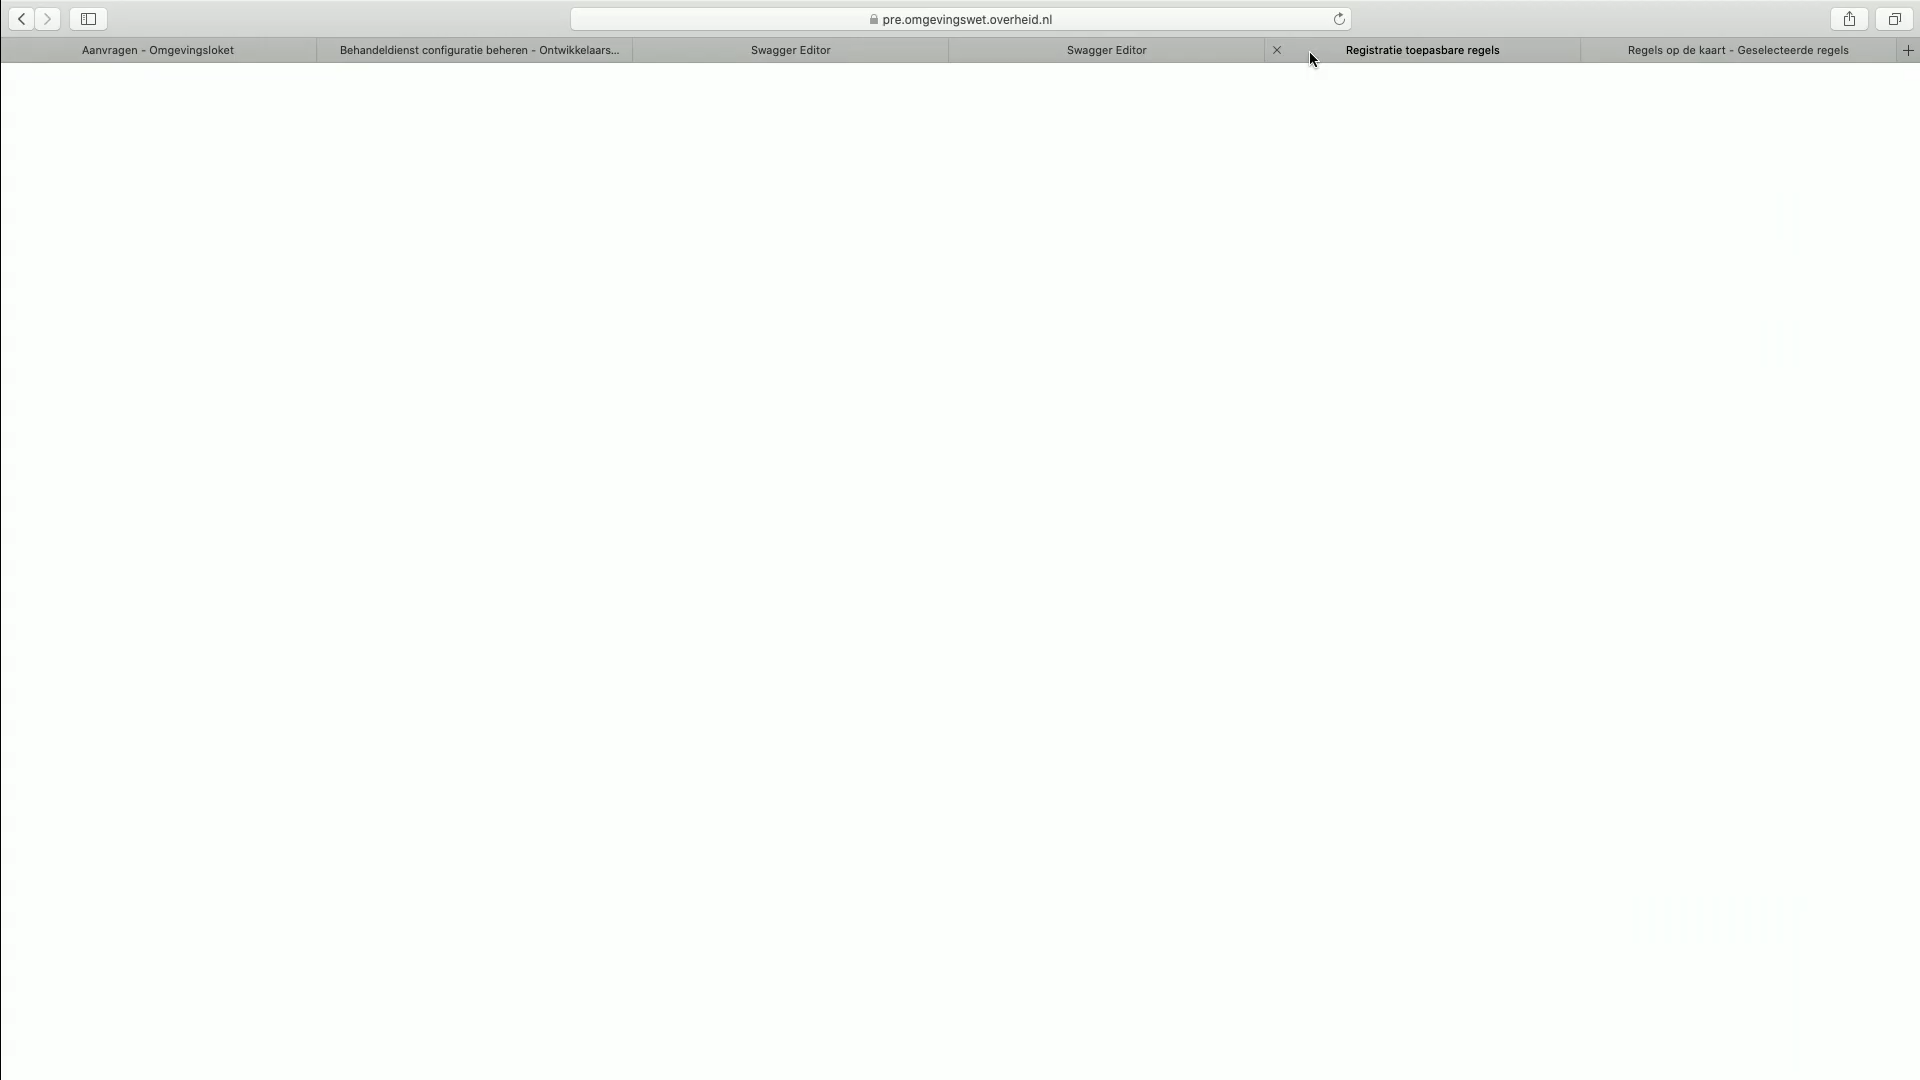 pre.omgevingswet.overheid.nl
Aanvragen - Omgevingsloket
Behandeldienst configuratie beheren - Ontwikkelaars...
Swagger Editor
Swagger Editor
Registratie toepasbare regels
Regels op de kaart - Geselecteerde regels